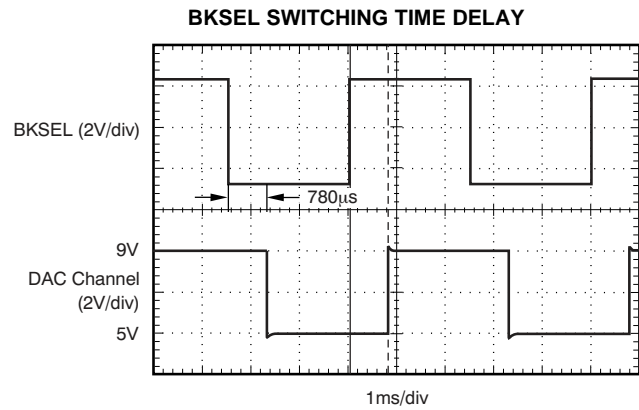 BKSEL SWITCHING TIME DELAY
BKSEL (2V/div)
780µs
9V
DAC Channel
(2V/div)
5V
1ms/div